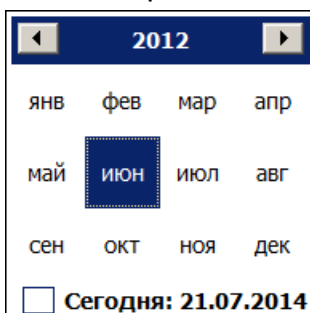 2012
янв фев мар апр
май июн июл авг
сен окт ноя дек
Сегодня: 21.07.2014